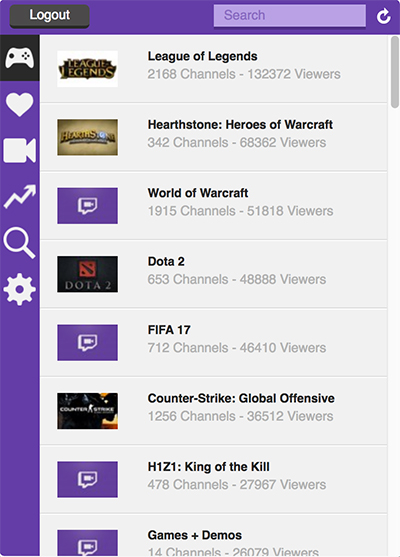 Logout
Search
LEAGUE OF LEGENDS
League of Legends
2168 Channels - 132372 Viewers
HEARTHSTONE
Hearthstone: Heroes of Warcraft
342 Channels - 68362 Viewers
World of Warcraft
1915 Channels - 51818 Viewers
DOTA 2
Dota 2
653 Channels - 48888 Viewers
FIFA 17
712 Channels - 46410 Viewers
COUNTER STRIKE
Counter-Strike: Global Offensive
1256 Channels - 36512 Viewers
H1Z1: King of the Kill
478 Channels - 27967 Viewers
Games + Demos
14 Channels - 26079 Viewers